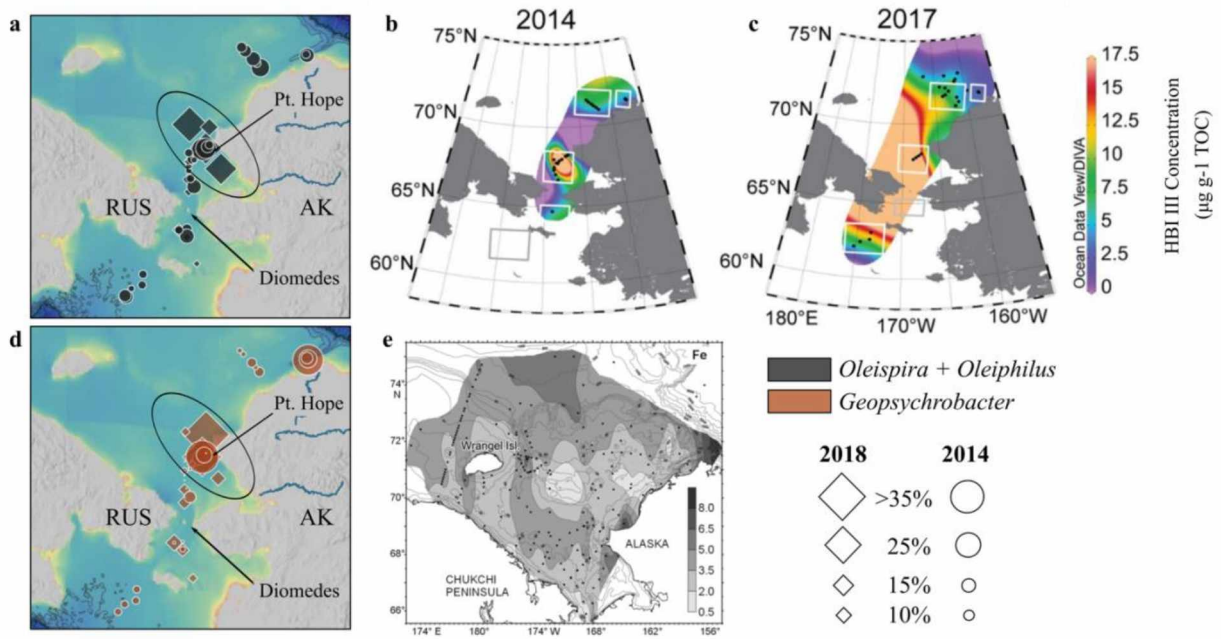 a
Pt. Hope
RUS
AK
Diomedes
b
2014
75°N
70°N
65°N
60°N
c
2017
75°N
70°N
65°N
60°N
180°E
170°W
160°W
17.5
15
12.5
10
7.5
5
2.5
0
Ocean Data View/DIVA
HBI III Concentration
(µg g-1 TOC)
d
Pt. Hope
RUS
AK
Diomedes
e
Fe
74°
N
72°
70°
68°
66°
Wrangel Isl
ALASKA
CHUKCHI
PENINSULA
8.0
6.5
5.0
3.5
2.0
0.5
174° E
180°
174° W
168°
162°
156°
Oleispira + Oleiphilus
Geopsychrobacter
2018 2014
>35%
25%
15%
10%